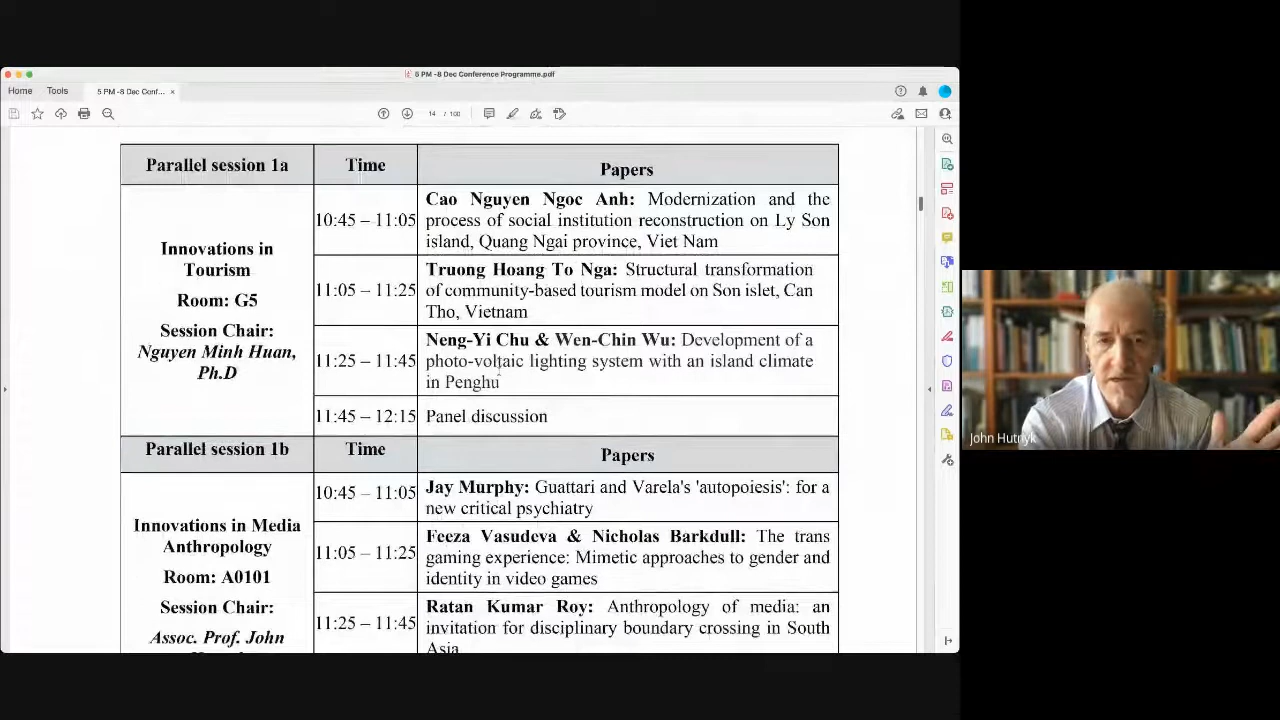 5 PM -8 Dec Conference Programme.pdf
Home Tools 5 PM -8 Dec Conf... ×
14 / 100
Parallel session 1a Time Papers
Innovations in
Tourism
Room: G5
Session Chair:
Nguyen Minh Huan,
Ph.D
10:45 – 11:05
Cao Nguyen Ngoc Anh: Modernization and the
process of social institution reconstruction on Ly Son
island, Quang Ngai province, Viet Nam
11:05 – 11:25
Truong Hoang To Nga: Structural transformation
of community-based tourism model on Son islet, Can
Tho, Vietnam
11:25 – 11:45
Neng-Yi Chu & Wen-Chin Wu: Development of a
photo-voltaic lighting system with an island climate
in Penghu
11:45 – 12:15 Panel discussion
Parallel session 1b Time Papers
Innovations in Media
Anthropology
Room: A0101
Session Chair:
Assoc. Prof. John
10:45 – 11:05
Jay Murphy: Guattari and Varela's 'autopoiesis': for a
new critical psychiatry
11:05 – 11:25
Feeza Vasudeva & Nicholas Barkdull: The trans
gaming experience: Mimetic approaches to gender and
identity in video games
11:25 – 11:45
Ratan Kumar Roy: Anthropology of media: an
invitation for disciplinary boundary crossing in South
Asia
John Hutnyk